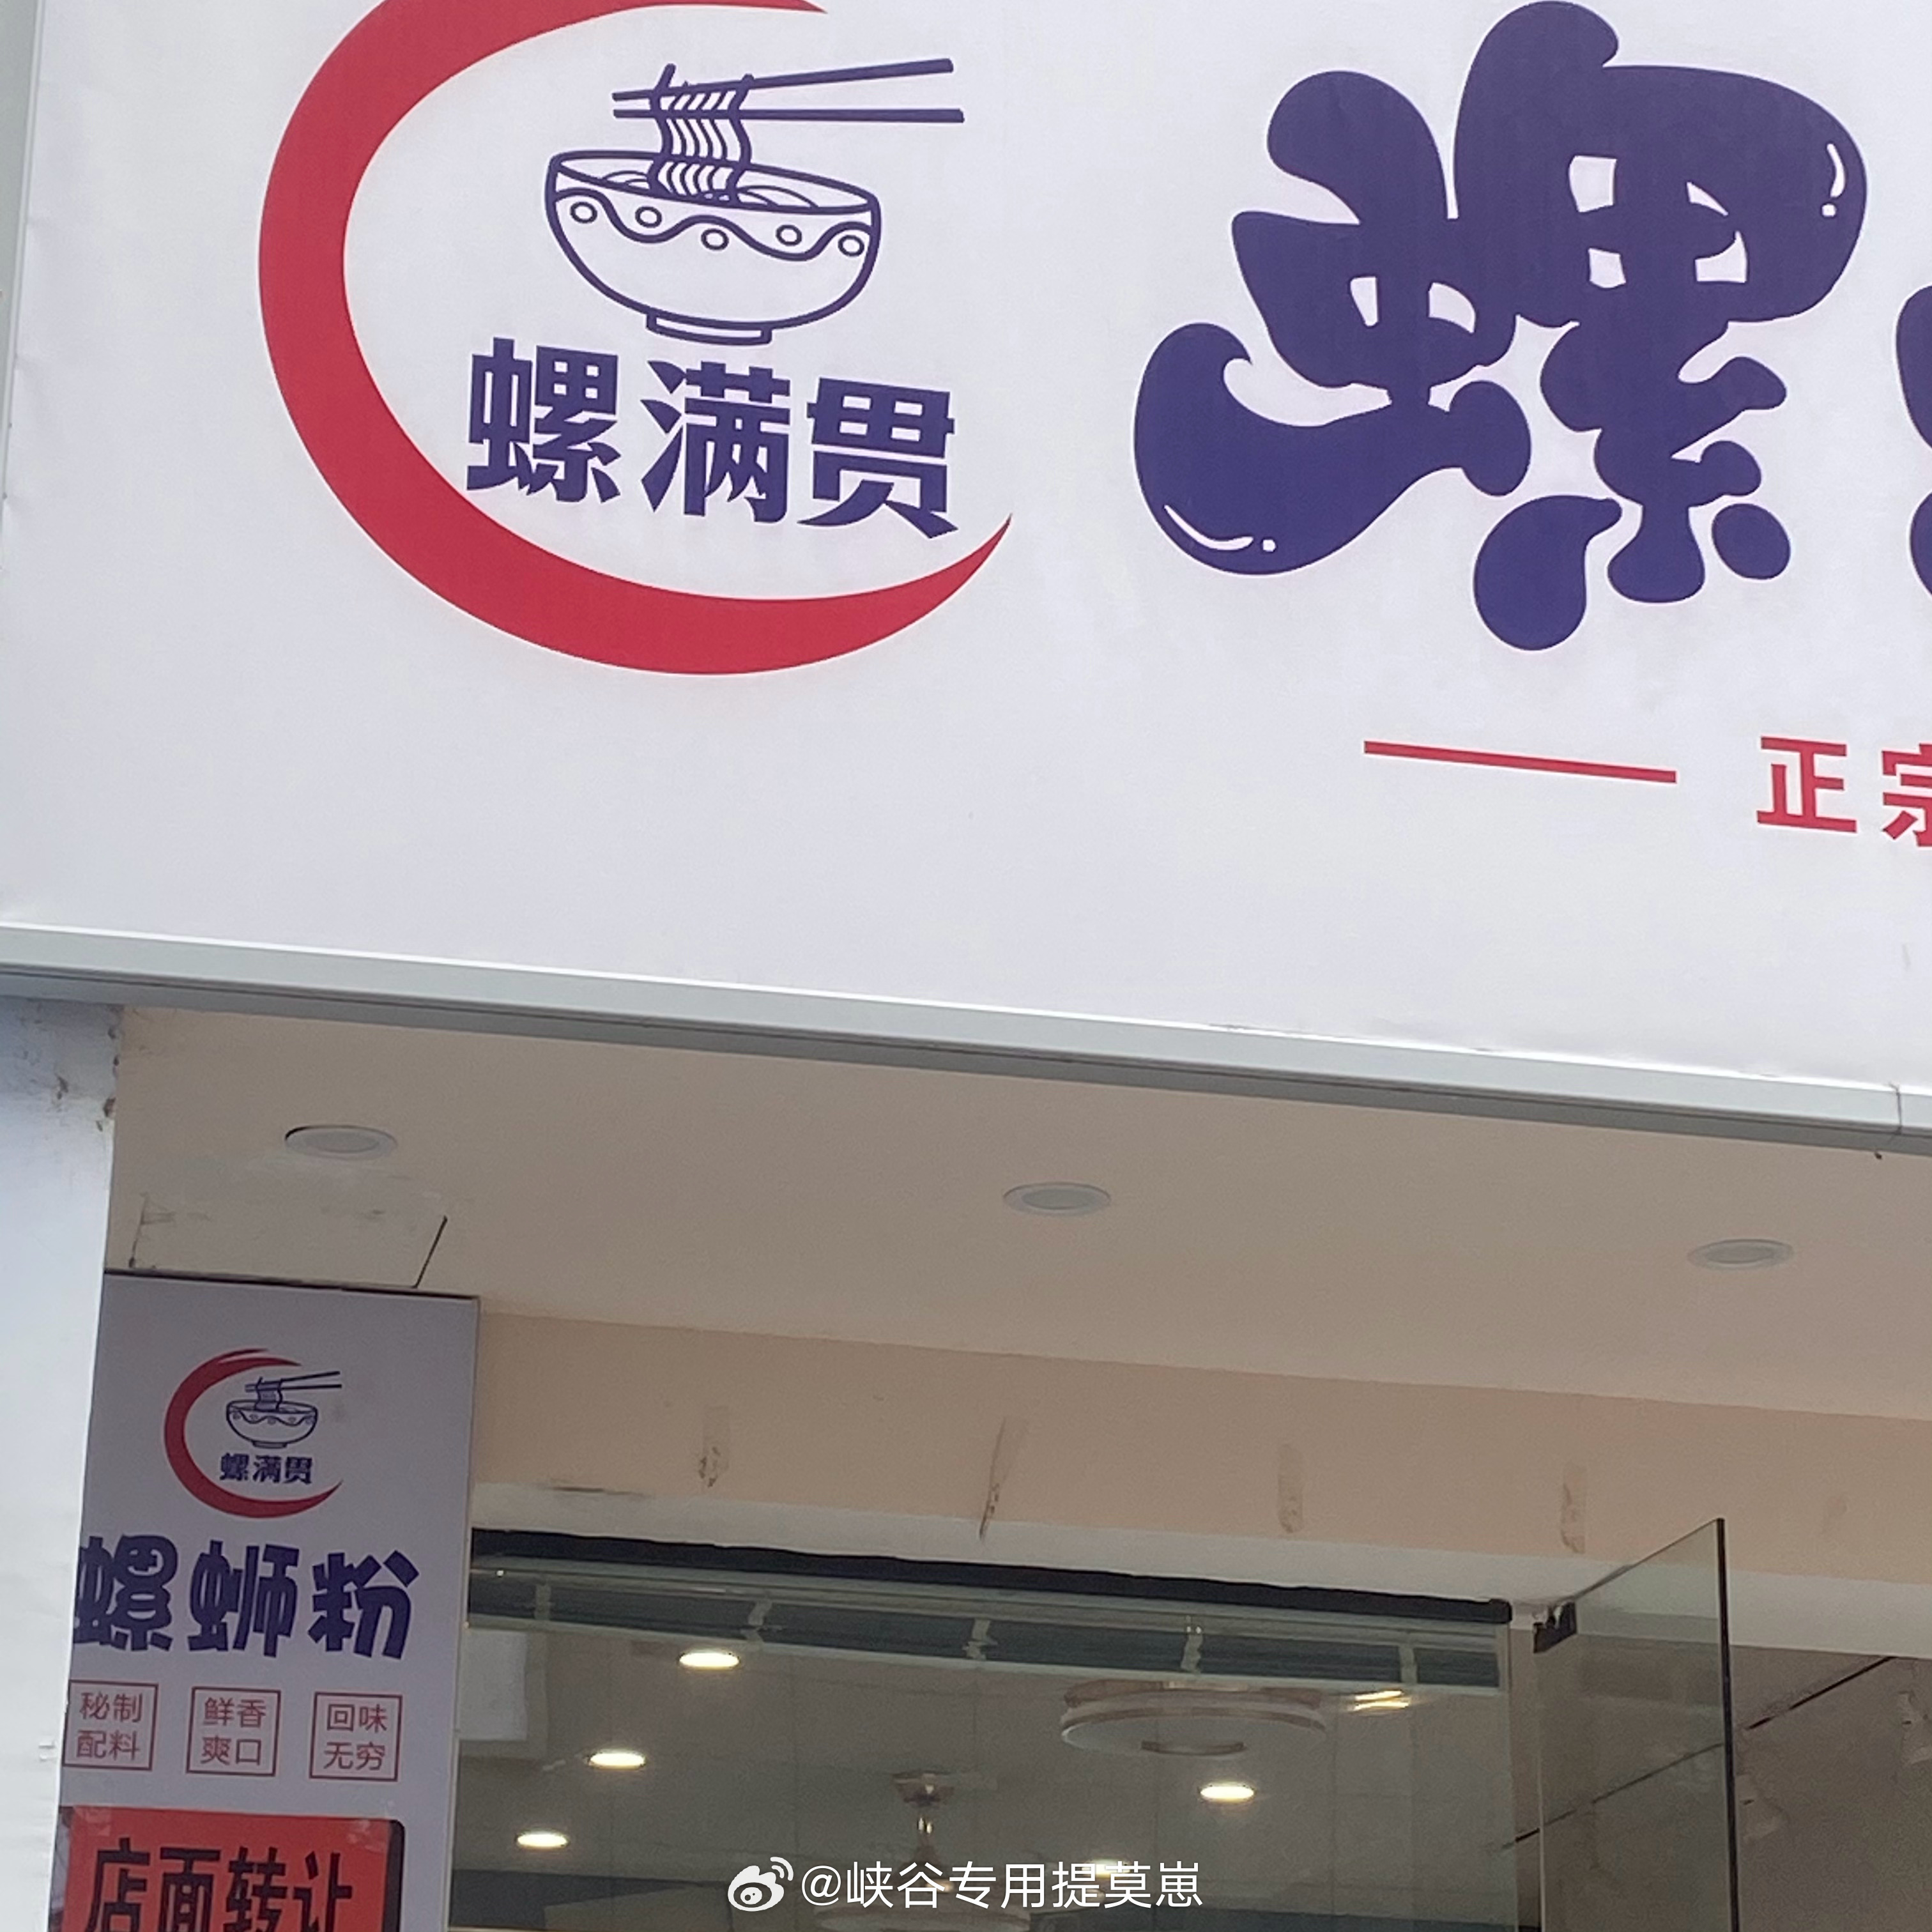 螺满贯
螺
正宗
螺满贯
螺蛳粉
秘制
配料
鲜香
爽口
回味
无穷
店面转让
@峡谷专用提莫崽